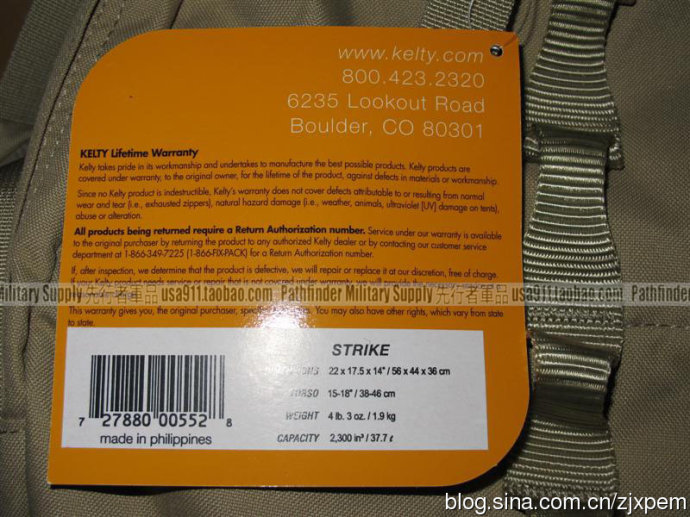 www.kelty.com
800.423.2320
6235 Lookout Road
Boulder, CO 80301
KELTY Lifetime Warranty
Kelty takes pride in its workmanship and undertakes to manufacture the best possible products. Kelty products are
covered under warranty, to the original owner, for the lifetime of the product, against defects in materials or workmanship.
Since no Kelty product is indestructible, Kelty's warranty does not cover defects attributable to or resulting from normal
wear and tear (i.e., exhausted zippers), natural hazard damage (i.e., weather, animals, ultraviolet [UV] damage on tents),
abuse or alteration.
All products being returned require a Return Authorization number. Service under our warranty is available
to the original purchaser by returning the product to any authorized Kelty dealer or by contacting our customer service
department at 1-866-349-7225 (1-866-FIX-PACK) for a Return Authorization number.
If, after inspection, we determine that the product is defective, we will repair or replace it at our discretion, free of charge.
Military Supply 先行者軍品 usa911.taobao.com Pathfinder Military Supply 先行者軍品 usa911.taobao.com Pathfinder Military
This warranty gives you, the original purchaser, You may also have other rights, which vary from state
to state.
STRIKE
22 x 17.5 x 14" / 56 x 44 x 36 cm
15-18" / 38-46 cm
WEIGHT 4 lb. 3 oz. / 1.9 kg
CAPACITY 2,300 in³ / 37.7 ℓ
7 27880 00552 8
made in philippines
blog.sina.com.cn/zjxpem